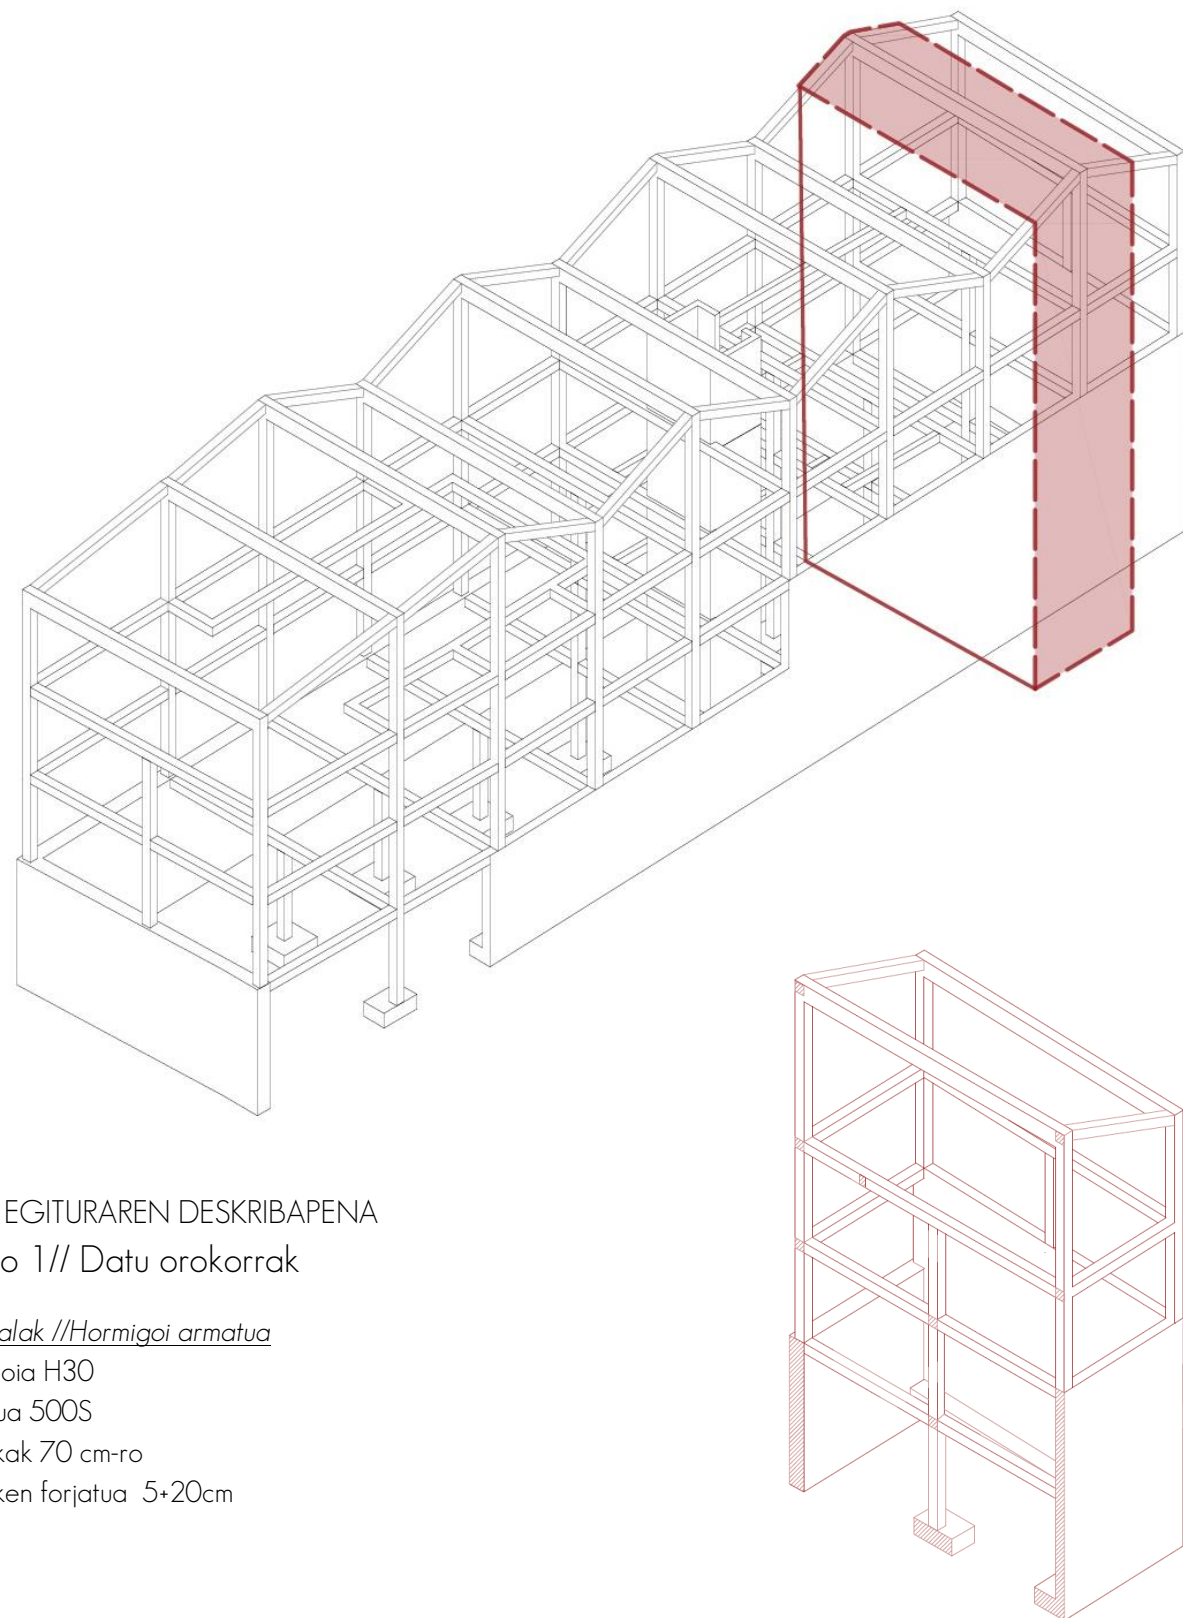 EGITURAREN DESKRIBAPENA
o 1// Datu orokorrak
alak //Hormigoi armatua
oia H30
ua 500S
kak 70 cm-ro
ken forjatua 5+20cm